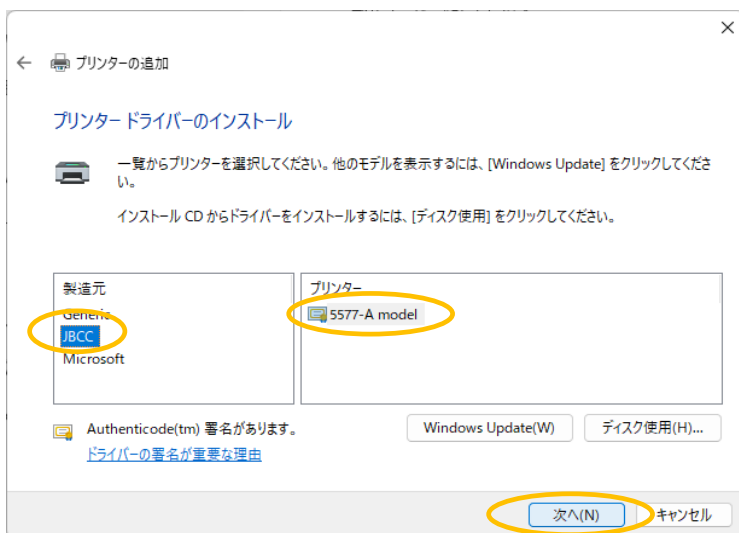 プリンターの追加
プリンター ドライバーのインストール
一覧からプリンターを選択してください。他のモデルを表示するには、[Windows Update] をクリックしてくださ
い。
インストール CD からドライバーをインストールするには、[ディスク使用] をクリックしてください。
製造元
Generic
JBCC
Microsoft
プリンター
5577-A model
Authenticode(tm) 署名があります。
ドライバーの署名が重要な理由
Windows Update(W)
ディスク使用(H)...
次へ(N)
キャンセル